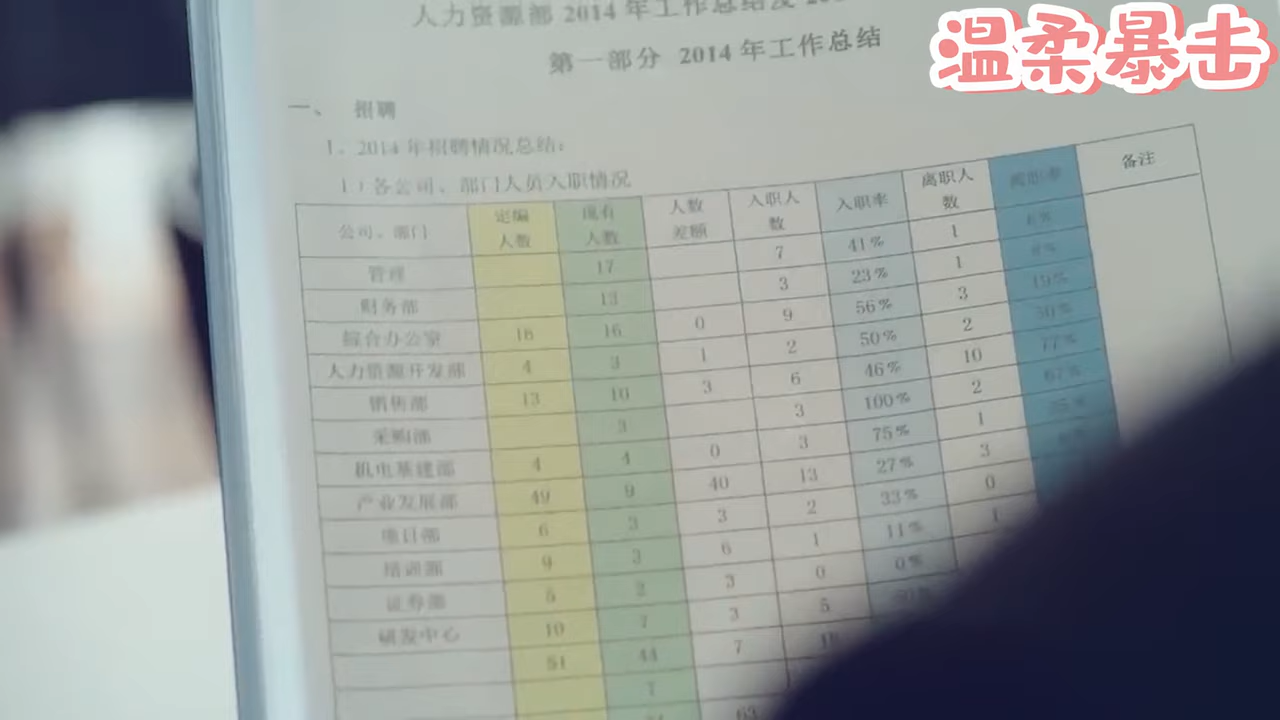 温柔暴击
人力资源部 2014 年工作总结及
第一部分 2014 年工作总结
一、 招聘
1、2014 年招聘情况总结：
1）各公司、部门人员入职情况
公司、部门 定编人数 现有人数 人数差额 入职人数 入职率 离职人数 离职率 备注
管理 17 7 41% 1 6%
财务部 13 3 23% 1 8%
综合办公室 16 16 0 9 56% 3 19%
人力资源开发部 4 3 1 2 50% 2 50%
销售部 13 10 3 6 46% 10 77%
采购部 3 3 100% 2 67%
机电基建部 4 4 0 3 75% 1 25%
产业发展部 49 9 40 13 27% 3
项目部 6 3 3 2 33% 0
培训部 9 3 6 1 11% 1
证券部 5 2 3 0 0%
研发中心 10 7 3 5
51 44 7 18
7
63